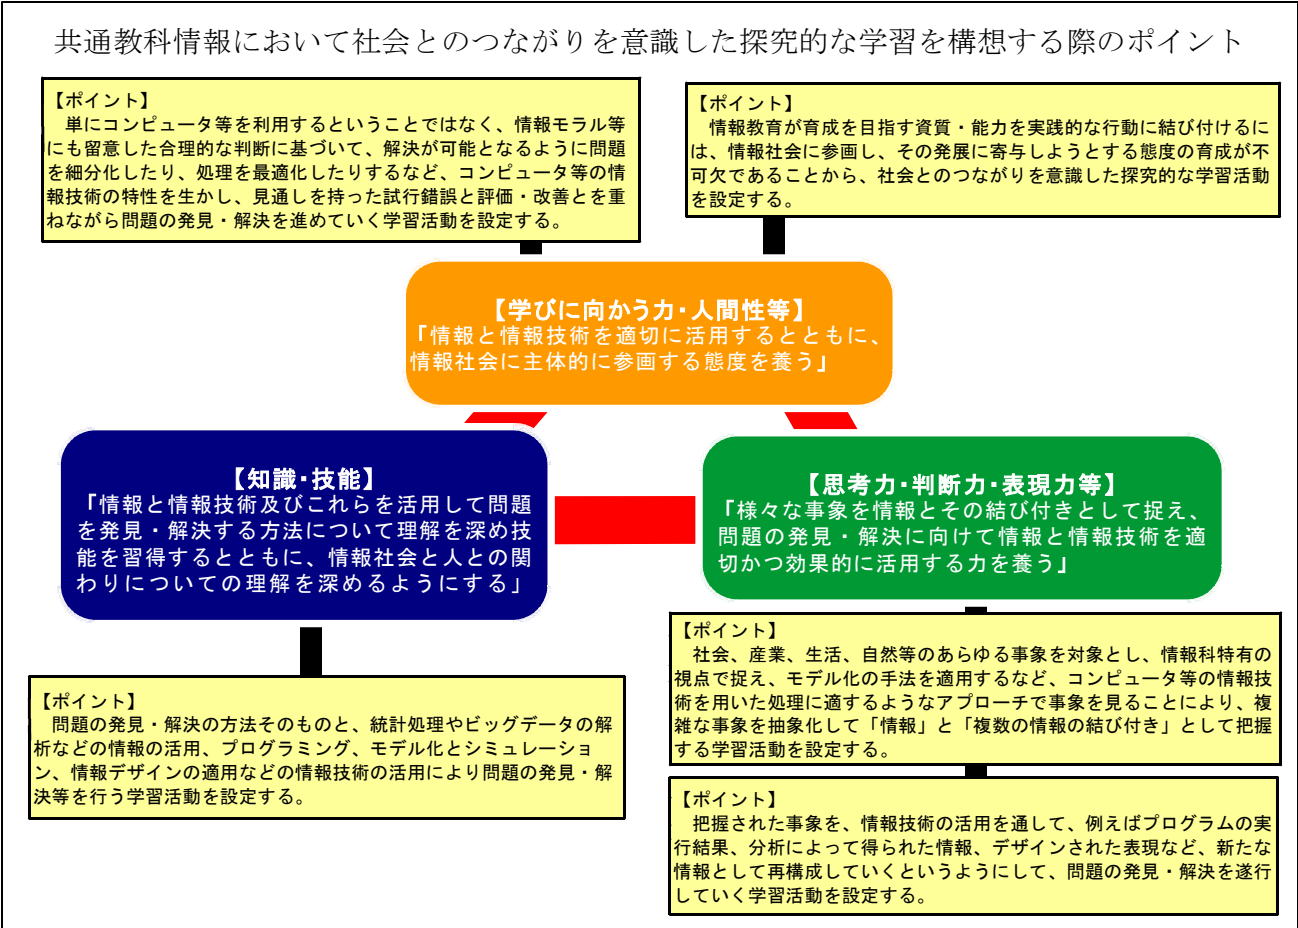 共通教科情報において社会とのつながりを意識した探究的な学習を構想する際のポイント
【ポイント】
単にコンピュータ等を利用するということではなく、情報モラル等
にも留意した合理的な判断に基づいて、解決が可能となるように問題
を細分化したり、処理を最適化したりするなど、コンピュータ等の情
報技術の特性を生かし、見通しを持った試行錯誤と評価・改善とを重
ねながら問題の発見・解決を進めていく学習活動を設定する。
【ポイント】
情報教育が育成を目指す資質・能力を実践的な行動に結び付けるに
は、情報社会に参画し、その発展に寄与しようとする態度の育成が不
可欠であることから、社会とのつながりを意識した探究的な学習活動
を設定する。
【学びに向かう力・人間性等】
「情報と情報技術を適切に活用するとともに、
情報社会に主体的に参画する態度を養う」
【知識・技能】
「情報と情報技術及びこれらを活用して問題
を発見・解決する方法について理解を深め技
能を習得するとともに、情報社会と人との関
わりについての理解を深めるようにする」
【思考力・判断力・表現力等】
「様々な事象を情報とその結び付きとして捉え、
問題の発見・解決に向けて情報と情報技術を適
切かつ効果的に活用する力を養う」
【ポイント】
問題の発見・解決の方法そのものと、統計処理やビッグデータの解
析などの情報の活用、プログラミング、モデル化とシミュレーショ
ン、情報デザインの適用などの情報技術の活用により問題の発見・解
決等を行う学習活動を設定する。
【ポイント】
社会、産業、生活、自然等のあらゆる事象を対象とし、情報科特有の
視点で捉え、モデル化の手法を適用するなど、コンピュータ等の情報技
術を用いた処理に適するようなアプローチで事象を見ることにより、複
雑な事象を抽象化して「情報」と「複数の情報の結び付き」として把握
する学習活動を設定する。
【ポイント】
把握された事象を、情報技術の活用を通して、例えばプログラムの実
行結果、分析によって得られた情報、デザインされた表現など、新たな
情報として再構成していくというようにして、問題の発見・解決を遂行
していく学習活動を設定する。